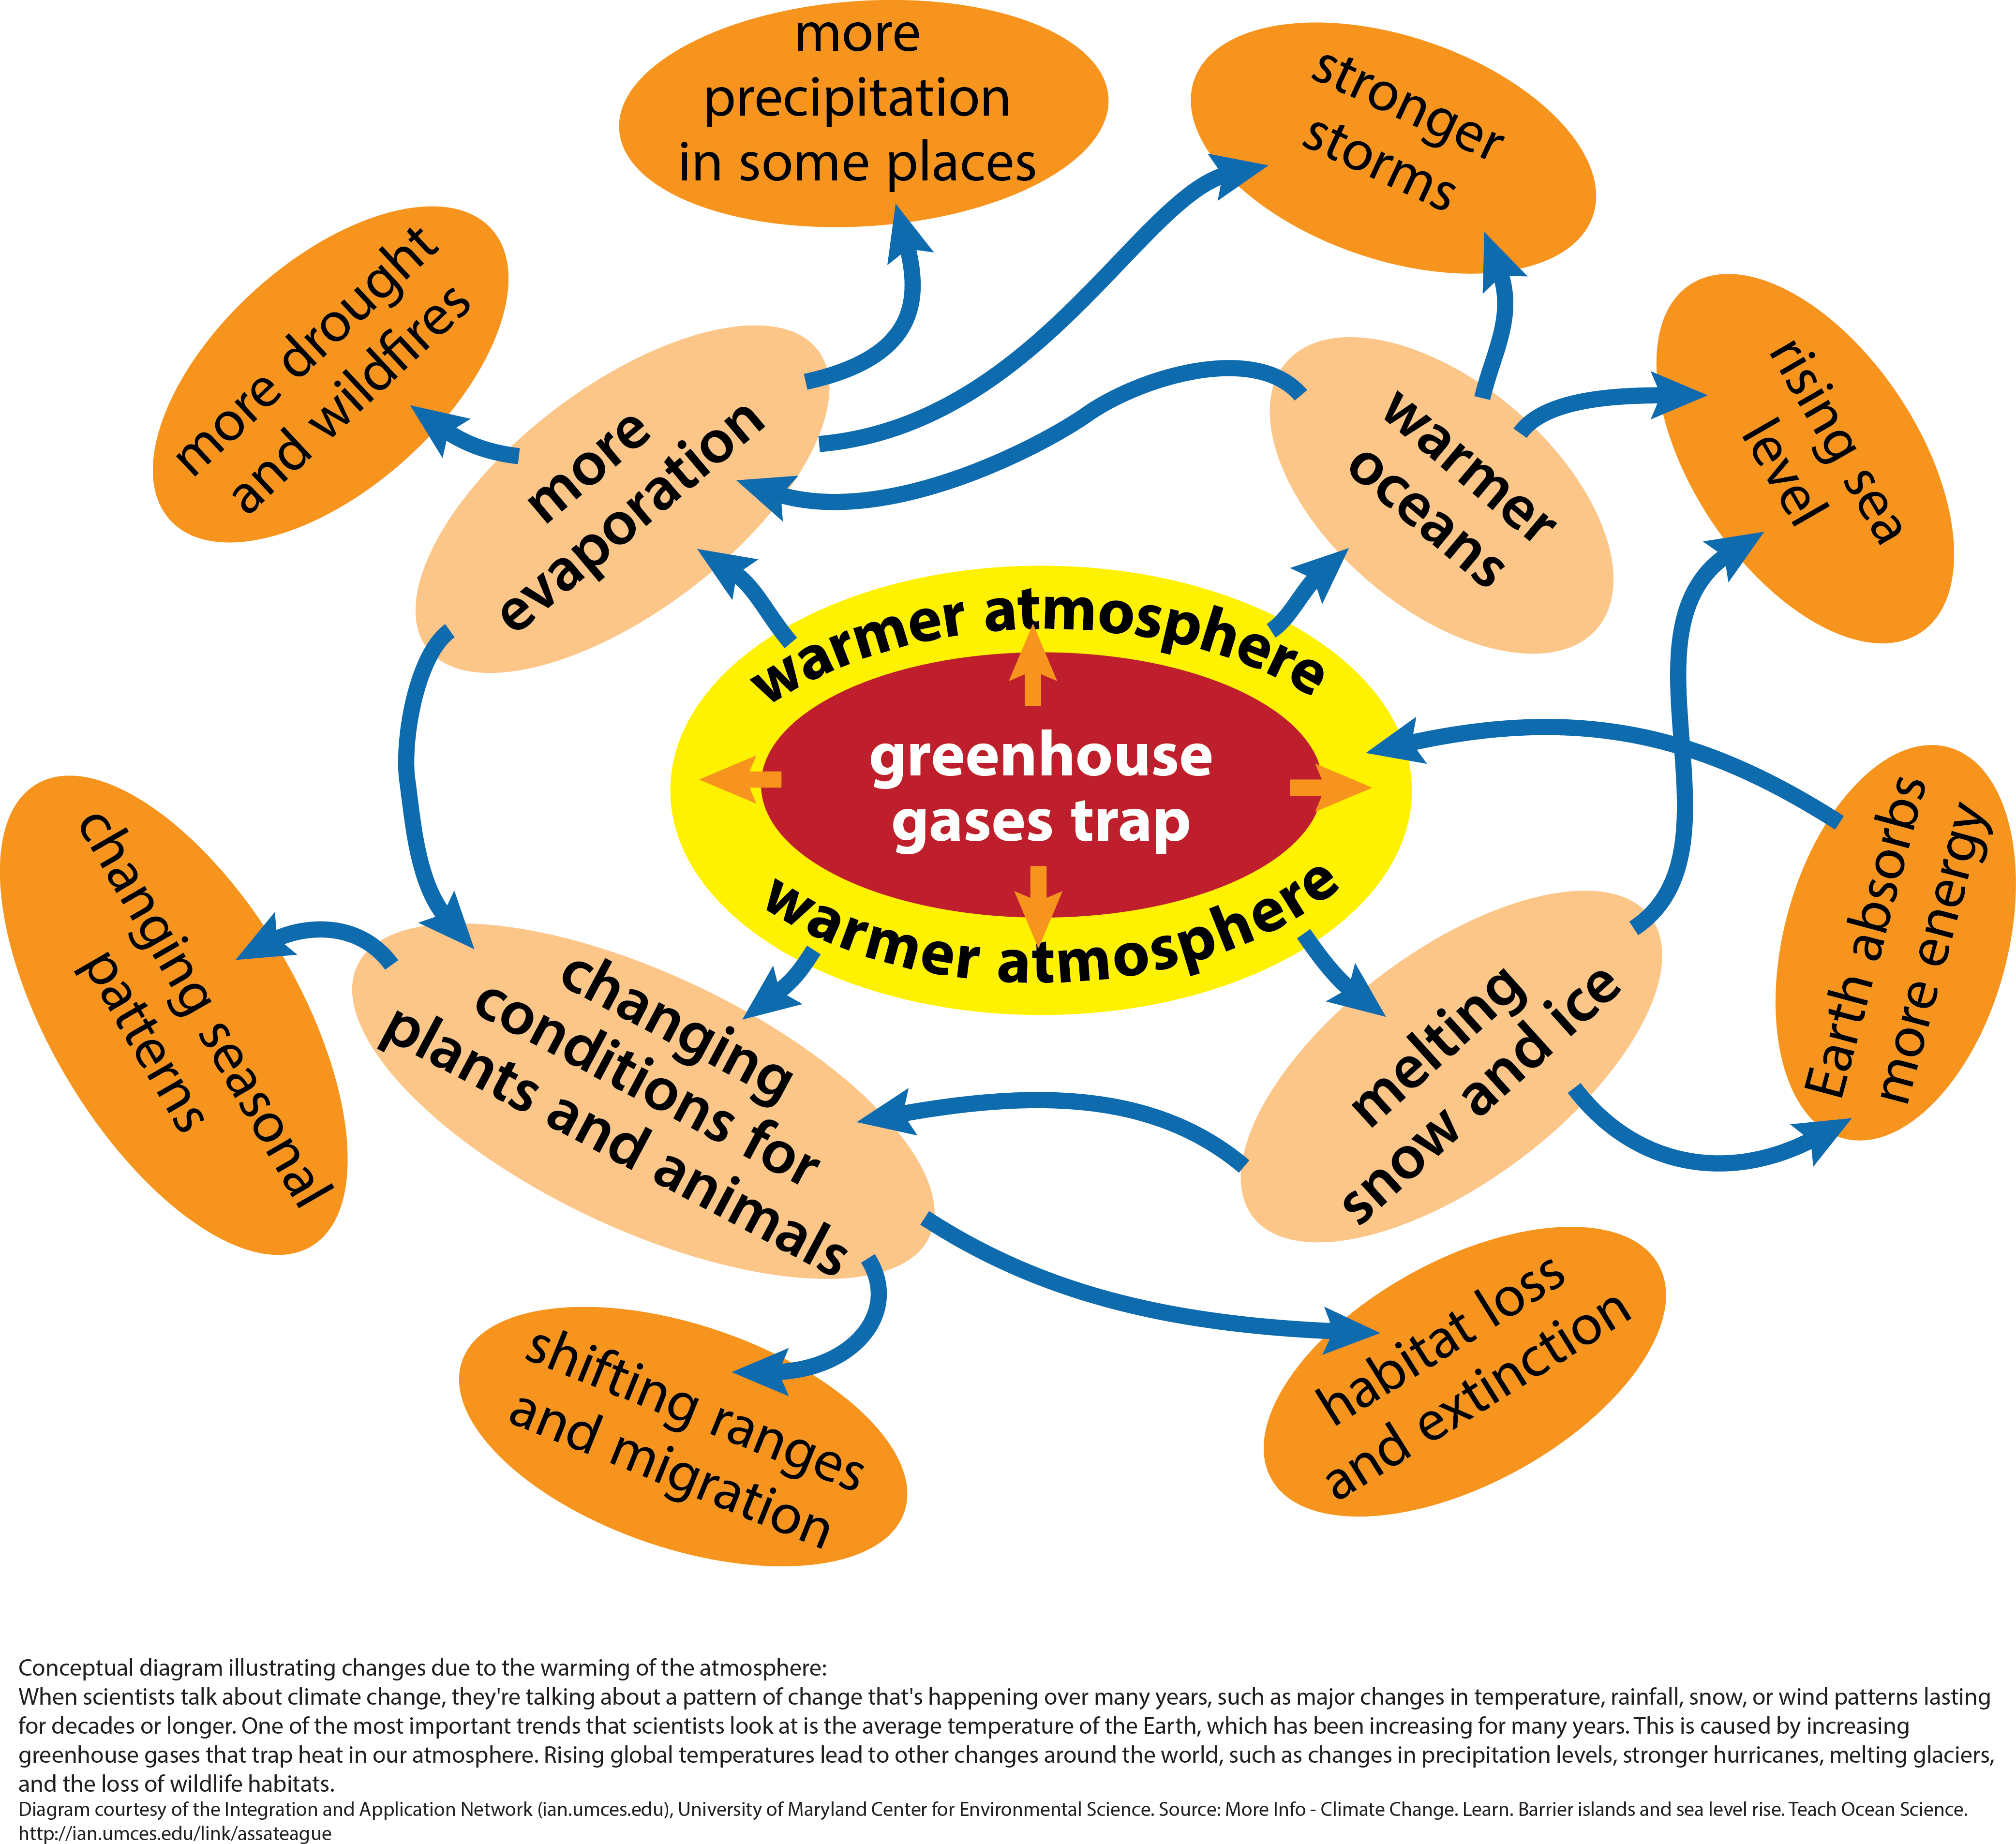 more
precipitation
in some places
stronger
storms
more drought
and wildfires
rising sea
level
more
evaporation
warmer
oceans
warmer atmosphere
greenhouse
gases trap
warmer atmosphere
Earth absorbs
more energy
changing seasonal
patterns
changing
conditions for
plants and animals
melting
snow and ice
shifting ranges
and migration
habitat loss
and extinction
Conceptual diagram illustrating changes due to the warming of the atmosphere:
When scientists talk about climate change, they're talking about a pattern of change that's happening over many years, such as major changes in temperature, rainfall, snow, or wind patterns lasting
for decades or longer. One of the most important trends that scientists look at is the average temperature of the Earth, which has been increasing for many years. This is caused by increasing
greenhouse gases that trap heat in our atmosphere. Rising global temperatures lead to other changes around the world, such as changes in precipitation levels, stronger hurricanes, melting glaciers,
and the loss of wildlife habitats.
Diagram courtesy of the Integration and Application Network (ian.umces.edu), University of Maryland Center for Environmental Science. Source: More Info - Climate Change. Learn. Barrier islands and sea level rise. Teach Ocean Science.
http://ian.umces.edu/link/assateague